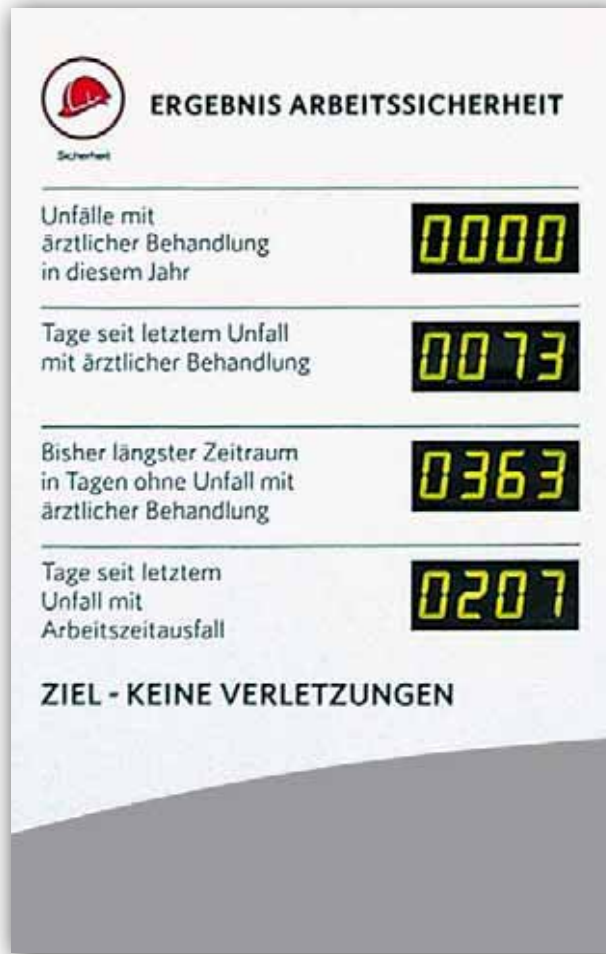 ERGEBNIS ARBEITSSICHERHEIT
Sicherheit
Unfälle mit
ärztlicher Behandlung
in diesem Jahr
0000
Tage seit letztem Unfall
mit ärztlicher Behandlung
0073
Bisher längster Zeitraum
in Tagen ohne Unfall mit
ärztlicher Behandlung
0363
Tage seit letztem
Unfall mit
Arbeitszeitausfall
0207
ZIEL - KEINE VERLETZUNGEN